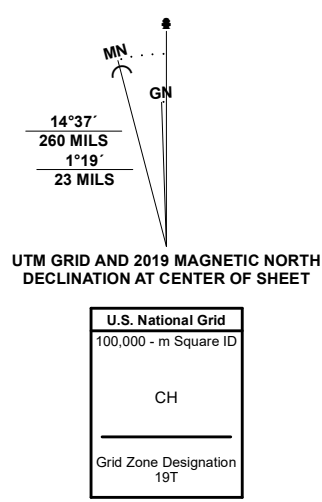 MN
GN
14°37´
260 MILS
1°19´
23 MILS
UTM GRID AND 2019 MAGNETIC NORTH
DECLINATION AT CENTER OF SHEET
U.S. National Grid
100,000 - m Square ID
CH
Grid Zone Designation
19T